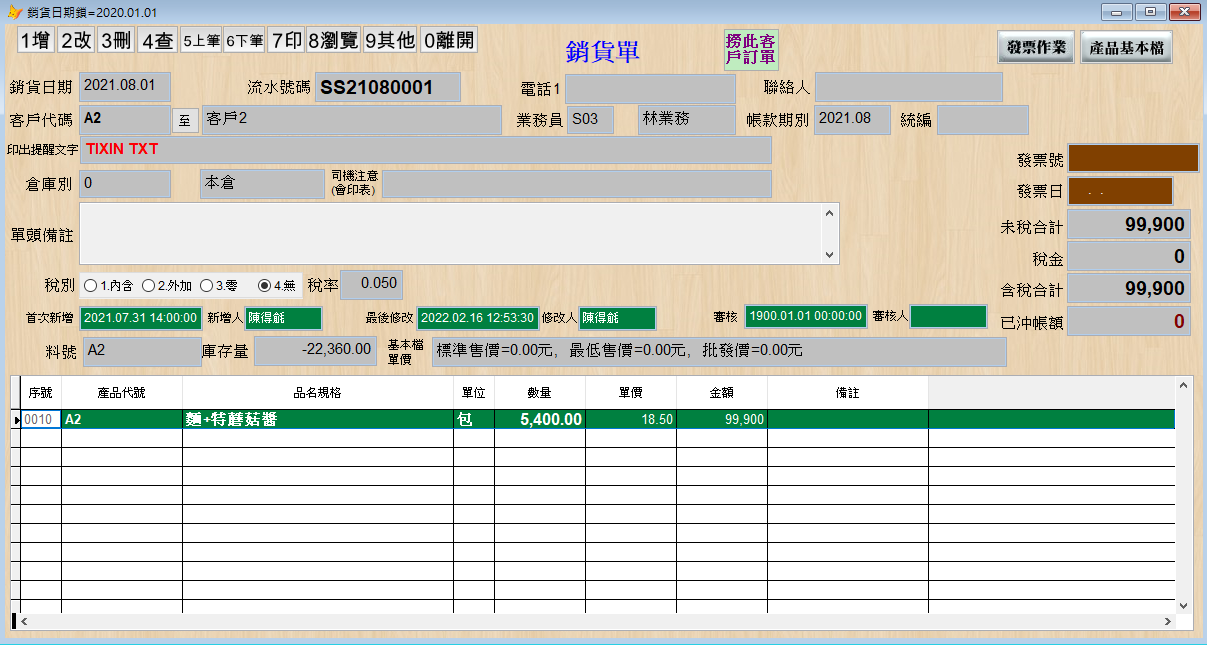 銷貨日期鎖=2020.01.01
1增 2改 3刪 4查 5上筆 6下筆 7印 8瀏覽 9其他 0離開
銷貨單
撈此客
戶訂單
發票作業 產品基本檔
銷貨日期 2021.08.01 流水號碼 SS21080001 電話1 聯絡人
客戶代碼 A2 至 客戶2 業務員 S03 林業務 帳款期別 2021.08 統編
印出提醒文字 TIXIN TXT
發票號
倉庫別 0 本倉 司機注意
(會印表)
發票日 . .
單頭備註
未稅合計 99,900
稅金 0
稅別 1.內含 2.外加 3.零 4.無 稅率 0.050
含稅合計 99,900
首次新增 2021.07.31 14:00:00 新增人 陳得毹 最後修改 2022.02.16 12:53:30 修改人 陳得毹 審核 1900.01.01 00:00:00 審核人
已沖帳額 0
料號 A2 庫存量 -22,360.00 基本檔
單價
標準售價=0.00元, 最低售價=0.00元, 批發價=0.00元
序號 產品代號 品名規格 單位 數量 單價 金額 備註
0010 A2 麵+特蘑菇醬 包 5,400.00 18.50 99,900